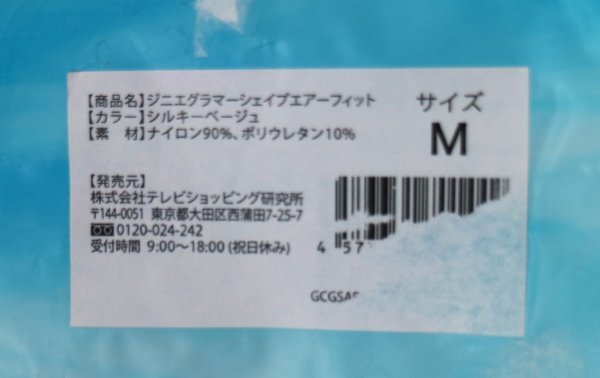 【商品名】ジニエグラマーシェイプエアーフィット
【カラー】シルキーベージュ
【素　材】ナイロン90%、ポリウレタン10%
サイズ
M
【発売元】
株式会社テレビショッピング研究所
〒144-0051 東京都大田区西蒲田7-25-7
0120-024-242
受付時間 9:00〜18:00 (祝日休み)
4 57
GCGSA